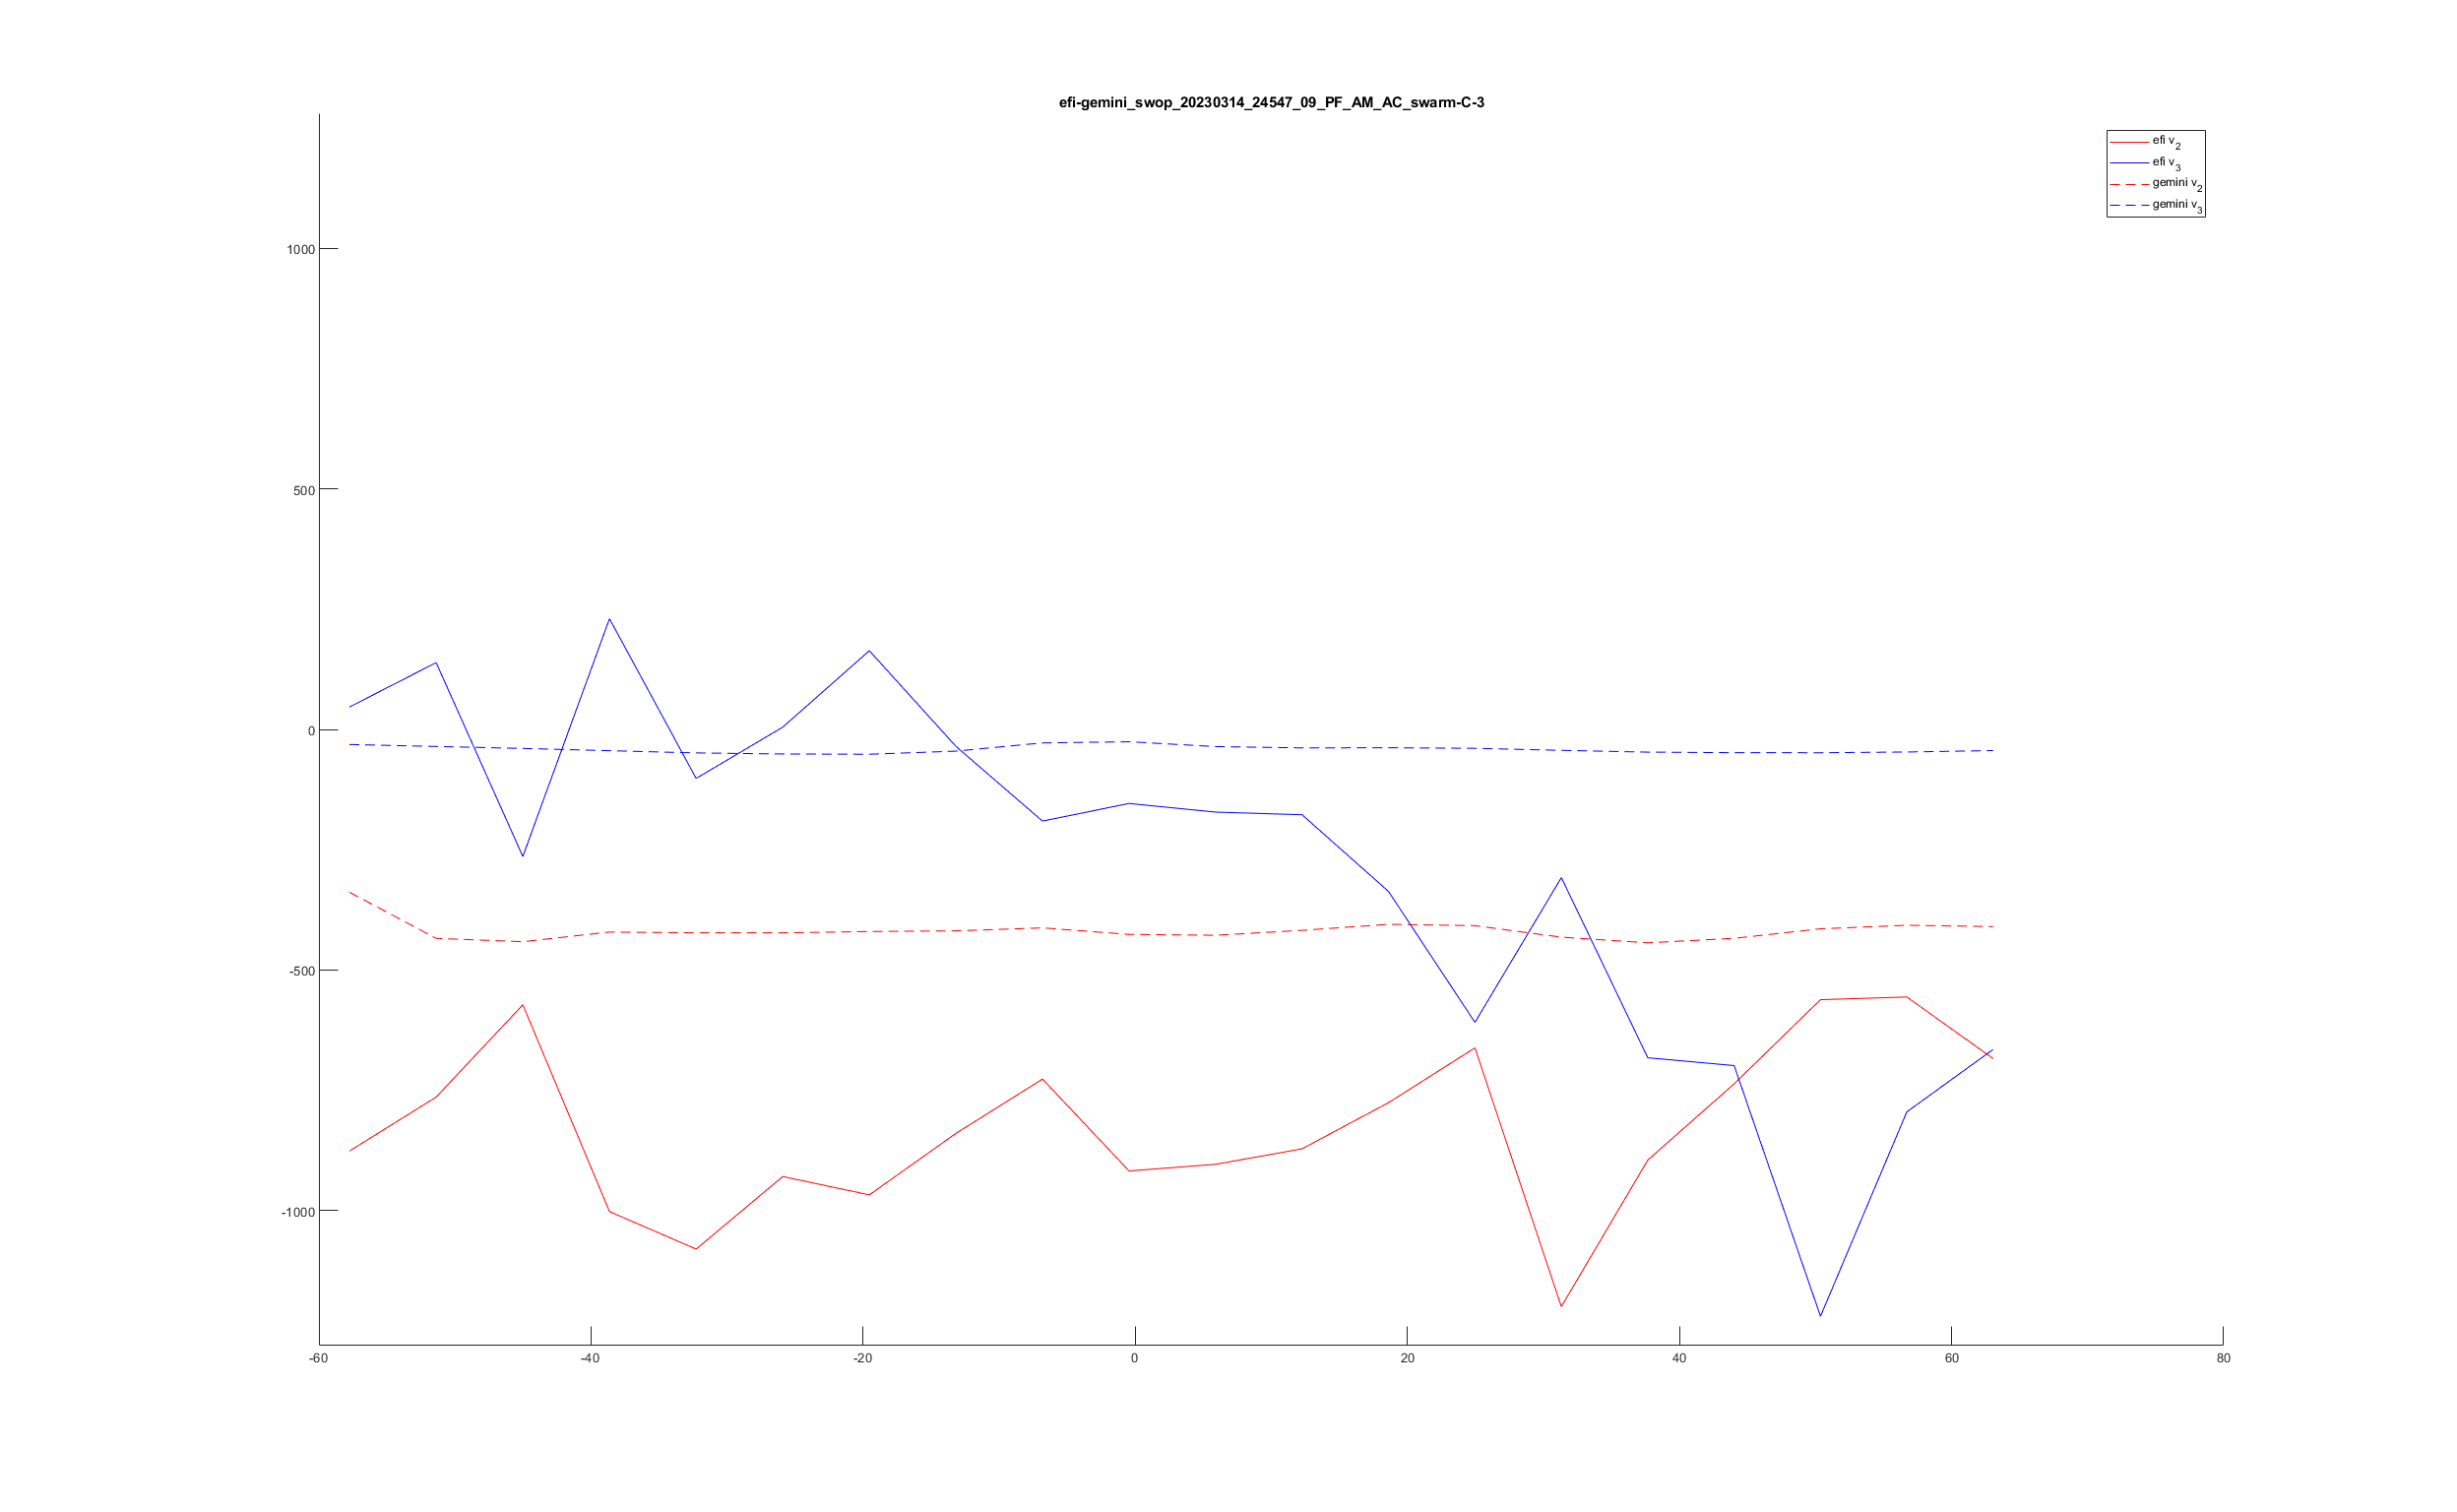 efi-gemini_swop_20230314_24547_09_PF_AM_AC_swarm-C-3
efi v2
efi v3
gemini v2
gemini v3
1000
500
0
-500
-1000
-60 -40 -20 0 20 40 60 80